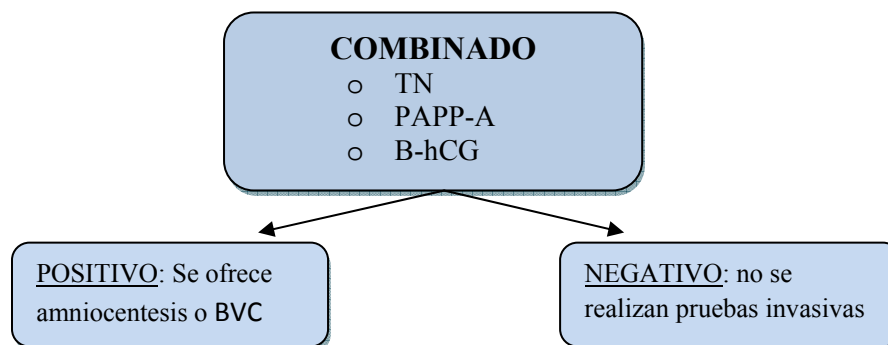 COMBINADO
o TN
o PAPP-A
o B-hCG
POSITIVO: Se ofrece
amniocentesis o BVC
NEGATIVO: no se
realizan pruebas invasivas